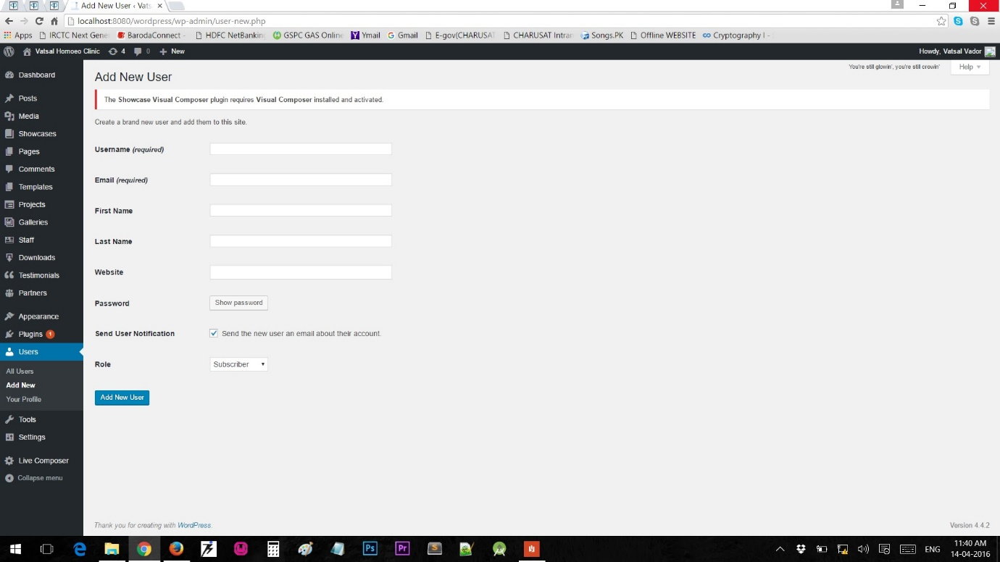 Add New User ‹ Vats
localhost:8080/wordpress/wp-admin/user-new.php
Apps IRCTC Next Gene BarodaConnect - HDFC NetBanking GSPC GAS Online Ymail Gmail E-gov(CHARUSAT Intran CHARUSAT Intran Songs.PK Offline WEBSITE Cryptography I -
Vatsal Homoeo Clinic 4 0 New Howdy, Vatsal Vador
You're still glowin', you're still crowin' Help
Dashboard
Posts
Media
Showcases
Pages
Comments
Templates
Projects
Galleries
Staff
Downloads
Testimonials
Partners
Appearance
Plugins 1
Users
All Users
Add New
Your Profile
Tools
Settings
Live Composer
Collapse menu
Add New User
The Showcase Visual Composer plugin requires Visual Composer installed and activated.
Create a brand new user and add them to this site.
Username (required)
Email (required)
First Name
Last Name
Website
Password Show password
Send User Notification Send the new user an email about their account.
Role Subscriber
Add New User
Thank you for creating with WordPress.
Version 4.4.2
Ps Pr S
ENG
11:40 AM
14-04-2016